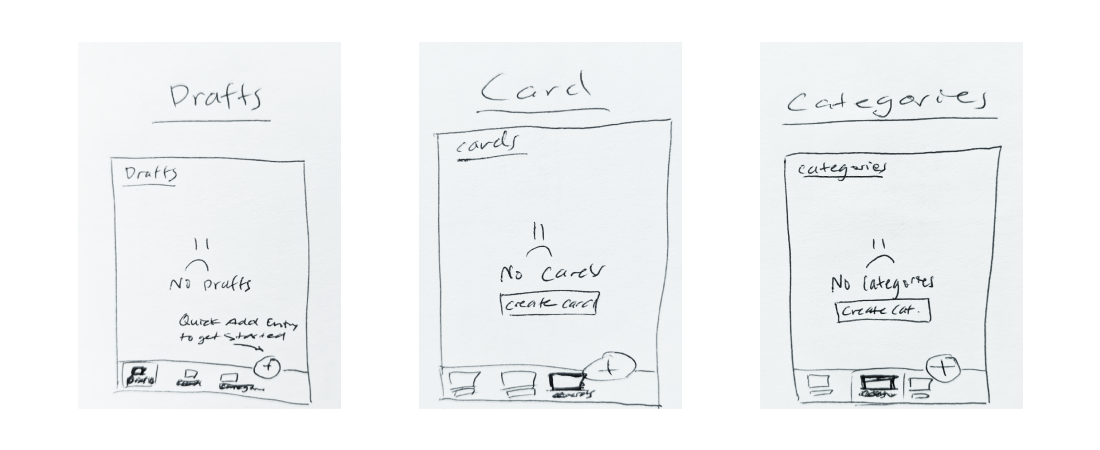 Drafts
Drafts
No Drafts
Quick Add Entry
to get Started
+
Drafts
Card
cards
No Cards
Create Card
+
Categories
categories
No Categories
Create Cat.
+